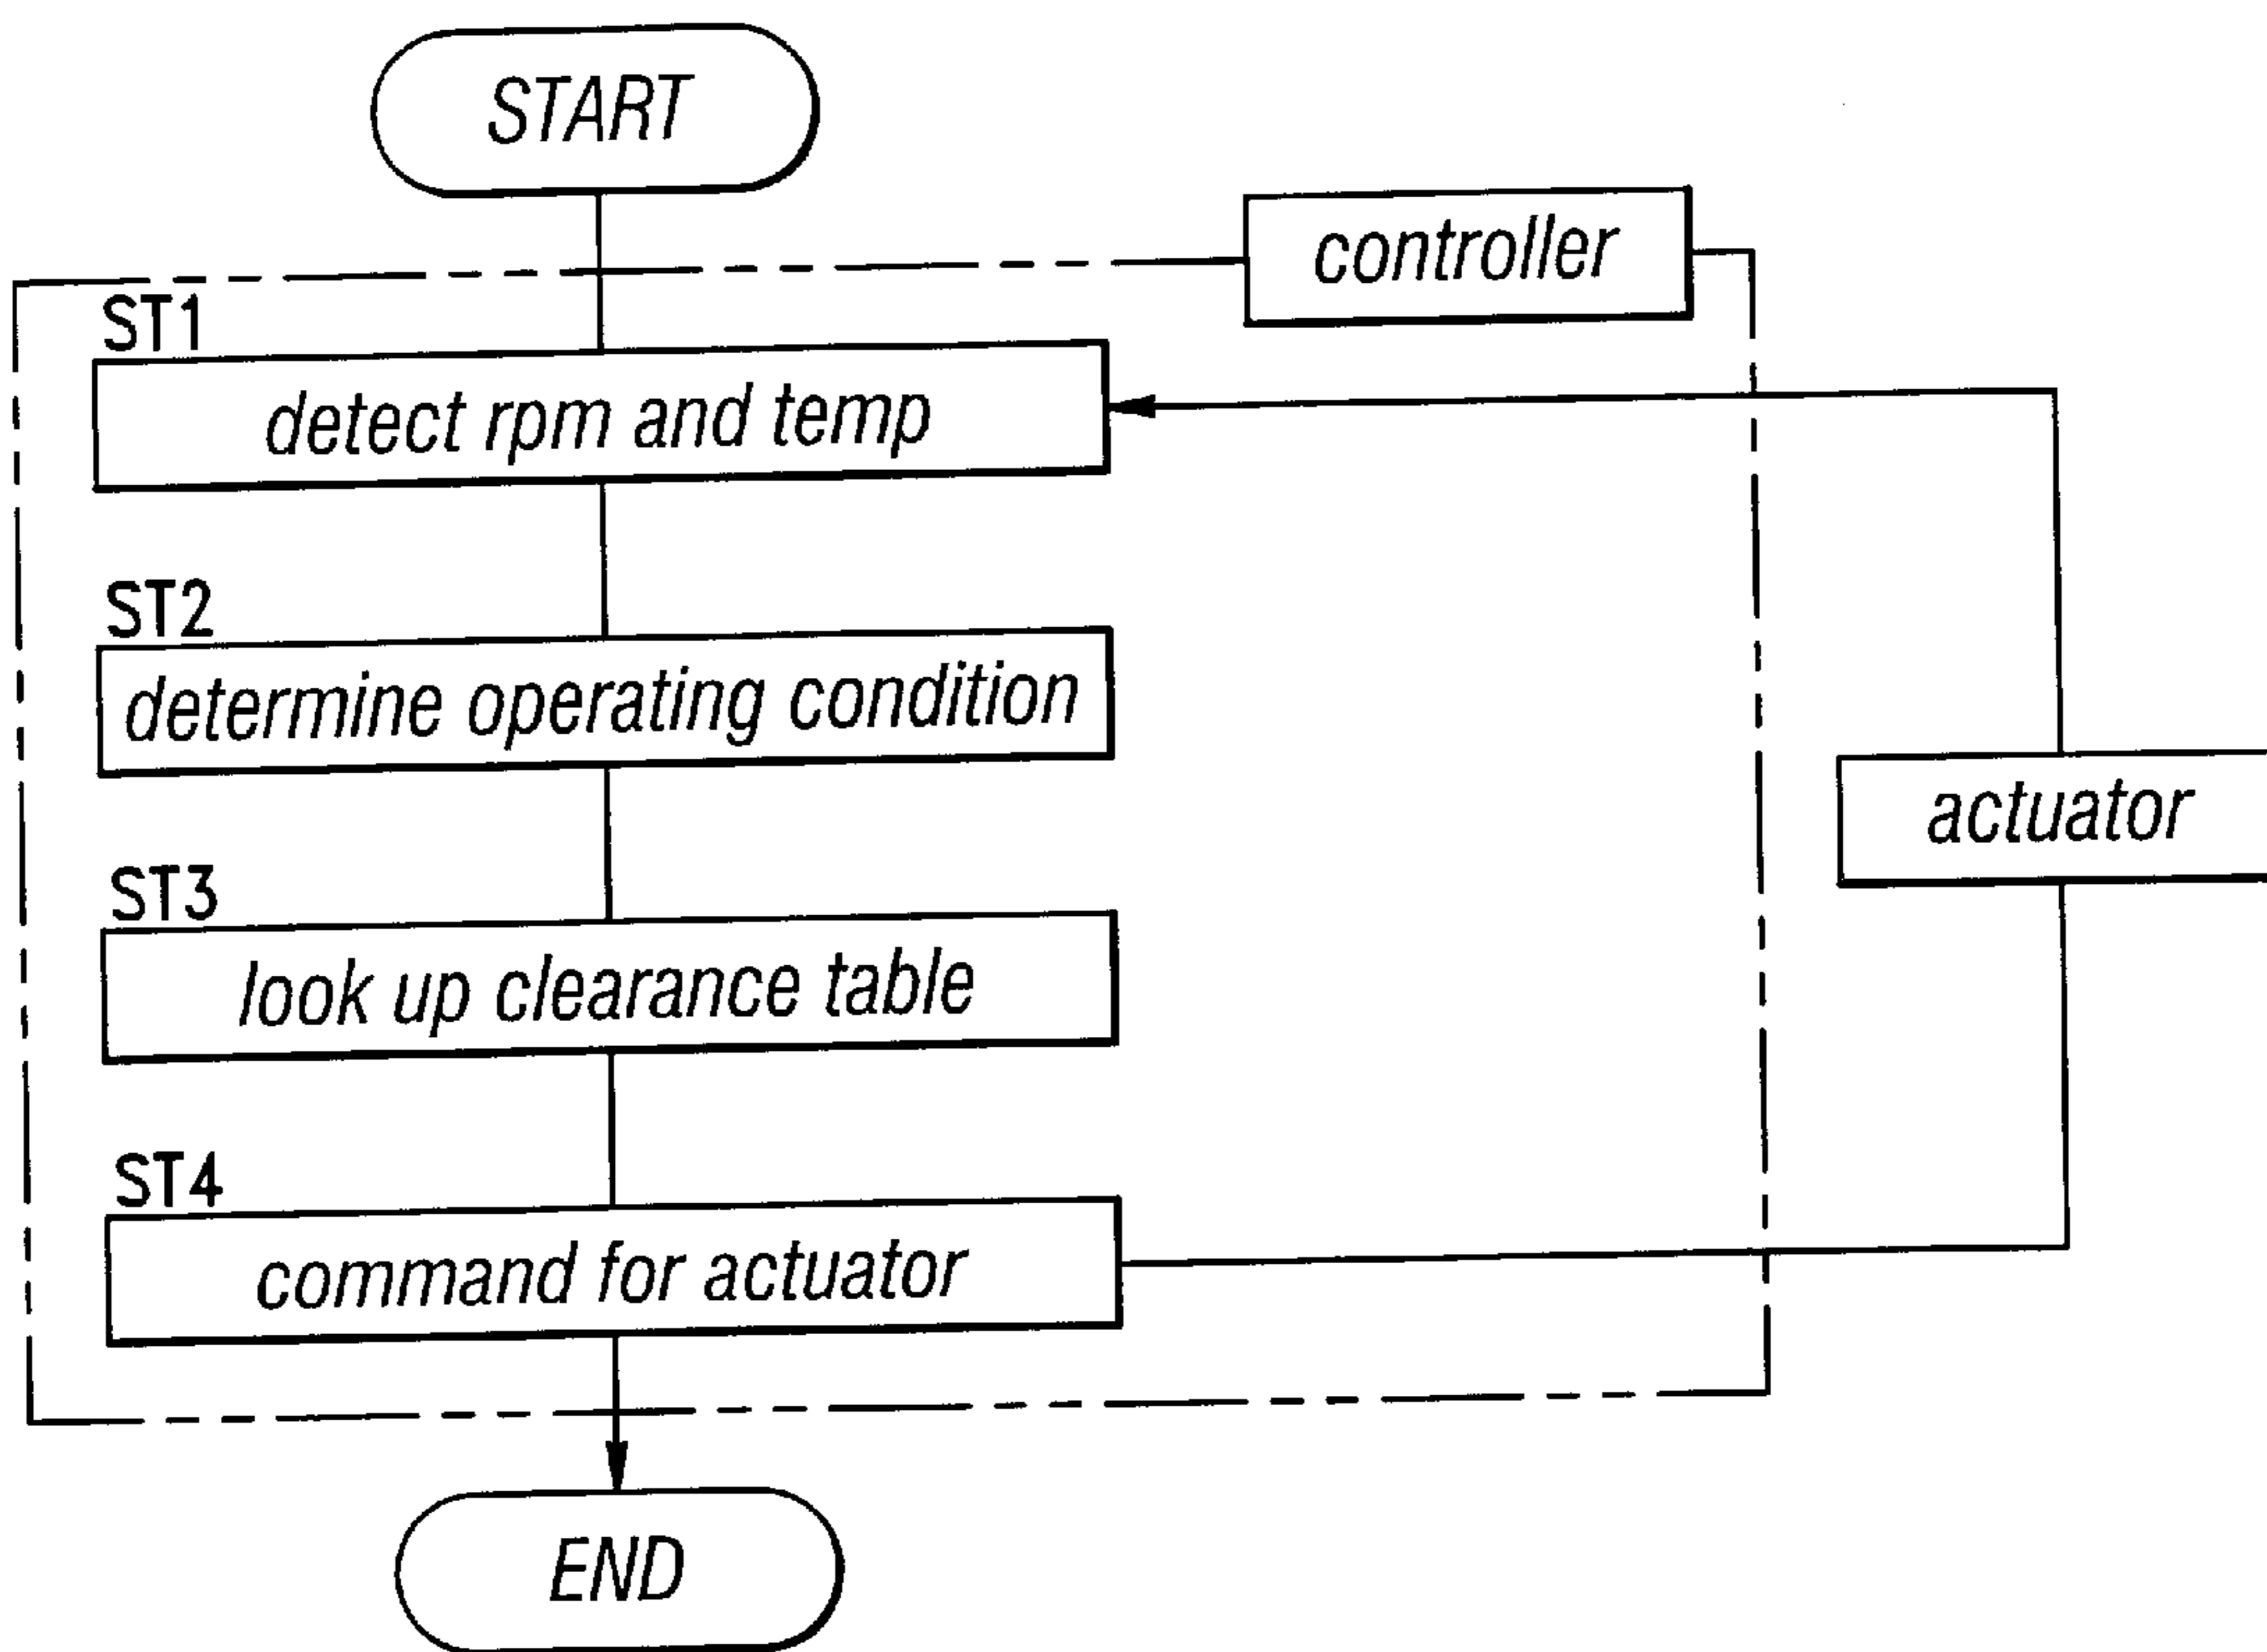 START
controller
ST1
detect rpm and temp
ST2
determine operating condition
actuator
ST3
look up clearance table
ST4
command for actuator
END